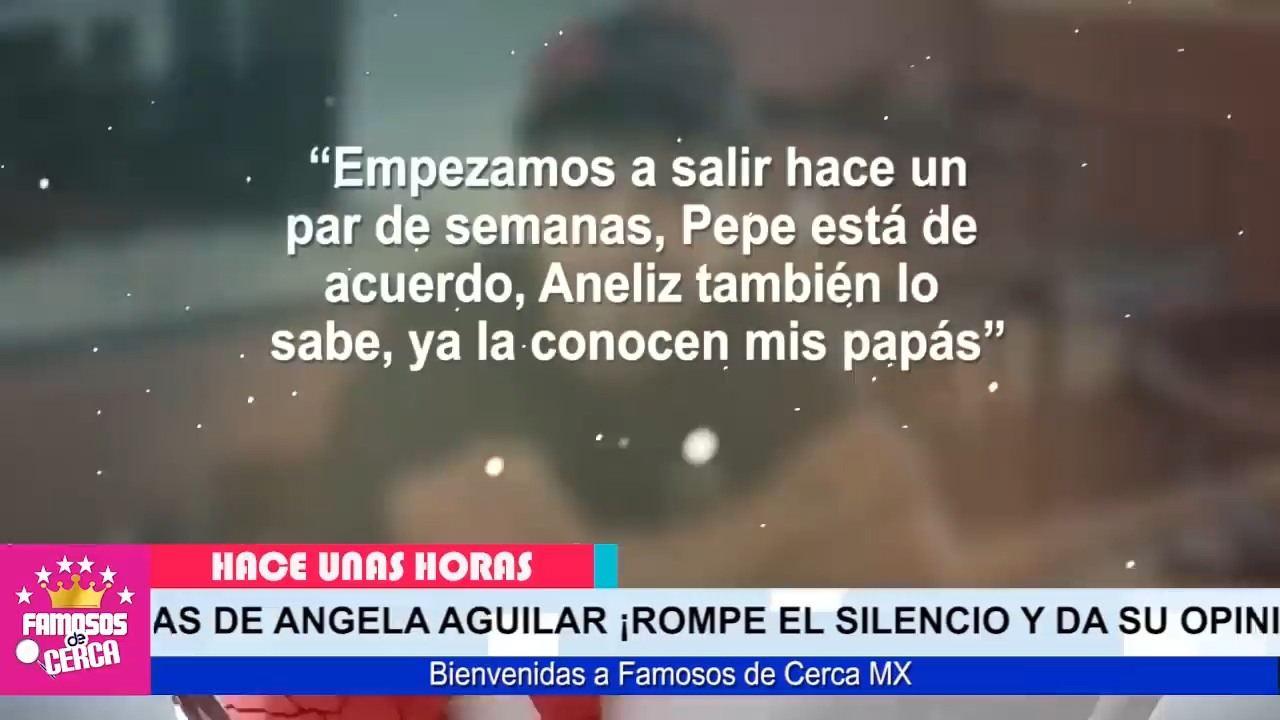 “Empezamos a salir hace un
par de semanas, Pepe está de
acuerdo, Aneliz también lo
sabe, ya la conocen mis papás”
HACE UNAS HORAS
FAMOSOS
de
CERCA
AS DE ANGELA AGUILAR ¡ROMPE EL SILENCIO Y DA SU OPINI
Bienvenidas a Famosos de Cerca MX